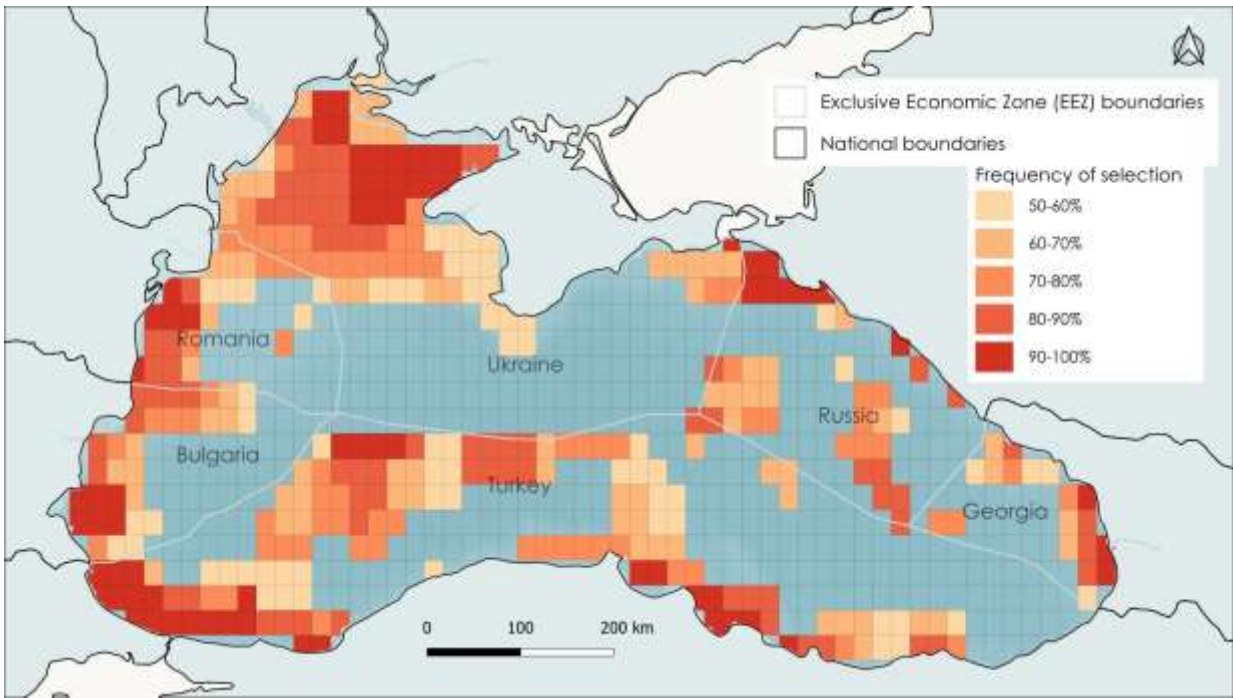 Exclusive Economic Zone (EEZ) boundaries
National boundaries
Frequency of selection
50-60%
60-70%
70-80%
80-90%
90-100%
Romania
Ukraine
Russia
Bulgaria
Turkey
Georgia
0 100 200 km